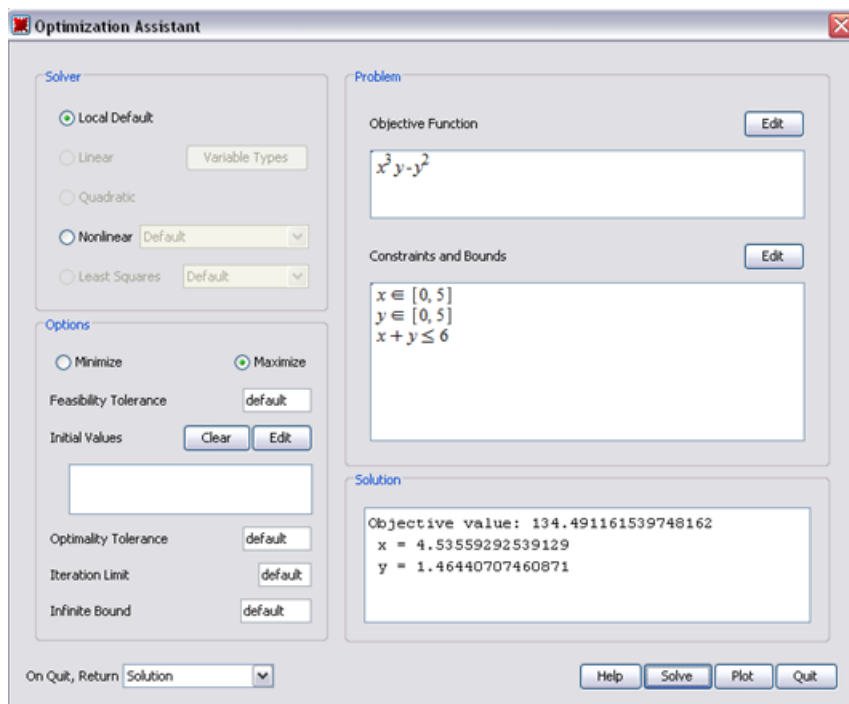 Optimization Assistant
Solver
Local Default
Linear Variable Types
Quadratic
Nonlinear Default
Least Squares Default
Options
Minimize Maximize
Feasibility Tolerance default
Initial Values Clear Edit
Optimality Tolerance default
Iteration Limit default
Infinite Bound default
Problem
Objective Function Edit
x³ y-y²
Constraints and Bounds Edit
x ∈ [0, 5]
y ∈ [0, 5]
x + y ≤ 6
Solution
Objective value: 134.491161539748162
x = 4.53559292539129
y = 1.46440707460871
On Quit, Return Solution Help Solve Plot Quit